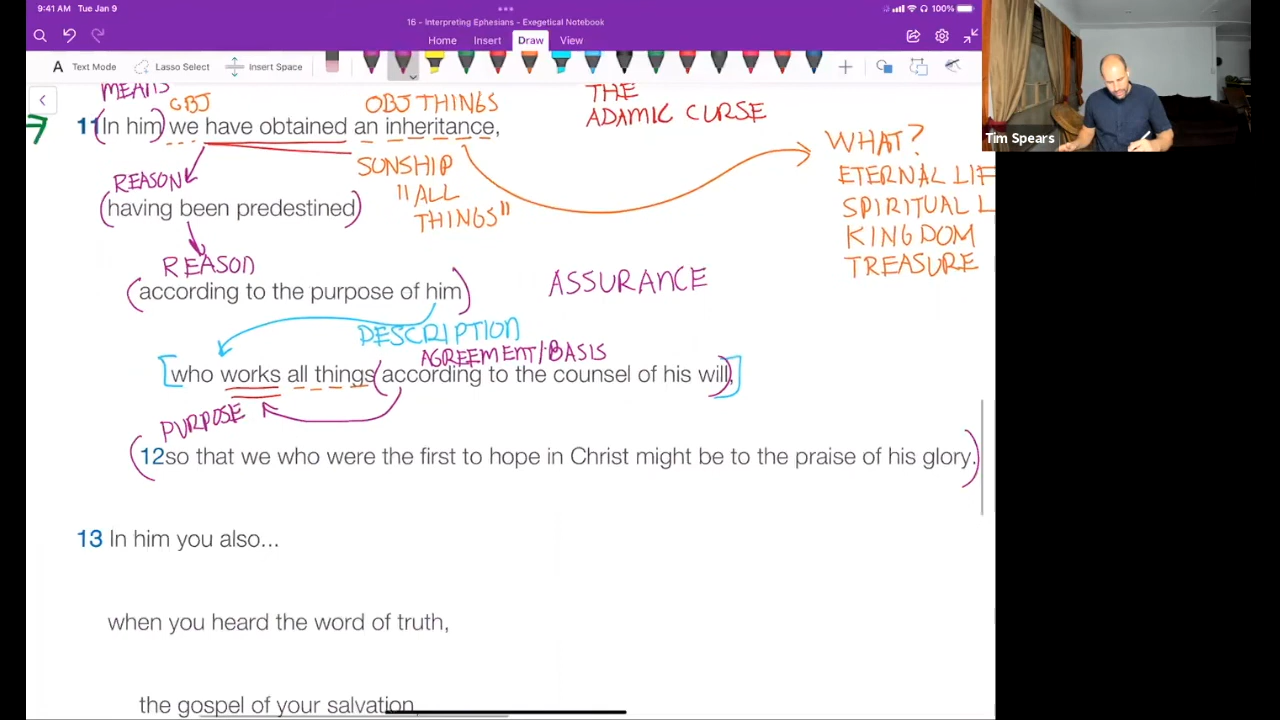 9:41 AM Tue Jan 9
100%
16 - Interpreting Ephesians - Exegetical Notebook
Home Insert Draw View
A Text Mode Lasso Select Insert Space
Tim Spears
MEANS
OBJ
OBJ THINGS
THE
ADAMIC CURSE
11 (In him) we have obtained an inheritance,
WHAT?
SUNSHIP
"ALL
THINGS"
ETERNAL LIF
SPIRITUAL L
KINGDOM
TREASURE
REASON
(having been predestined)
REASON
(according to the purpose of him)
ASSURANCE
DESCRIPTION
AGREEMENT/BASIS
[who works all things (according to the counsel of his will),]
PURPOSE
(12so that we who were the first to hope in Christ might be to the praise of his glory.)
13 In him you also...
when you heard the word of truth,
the gospel of your salvation,